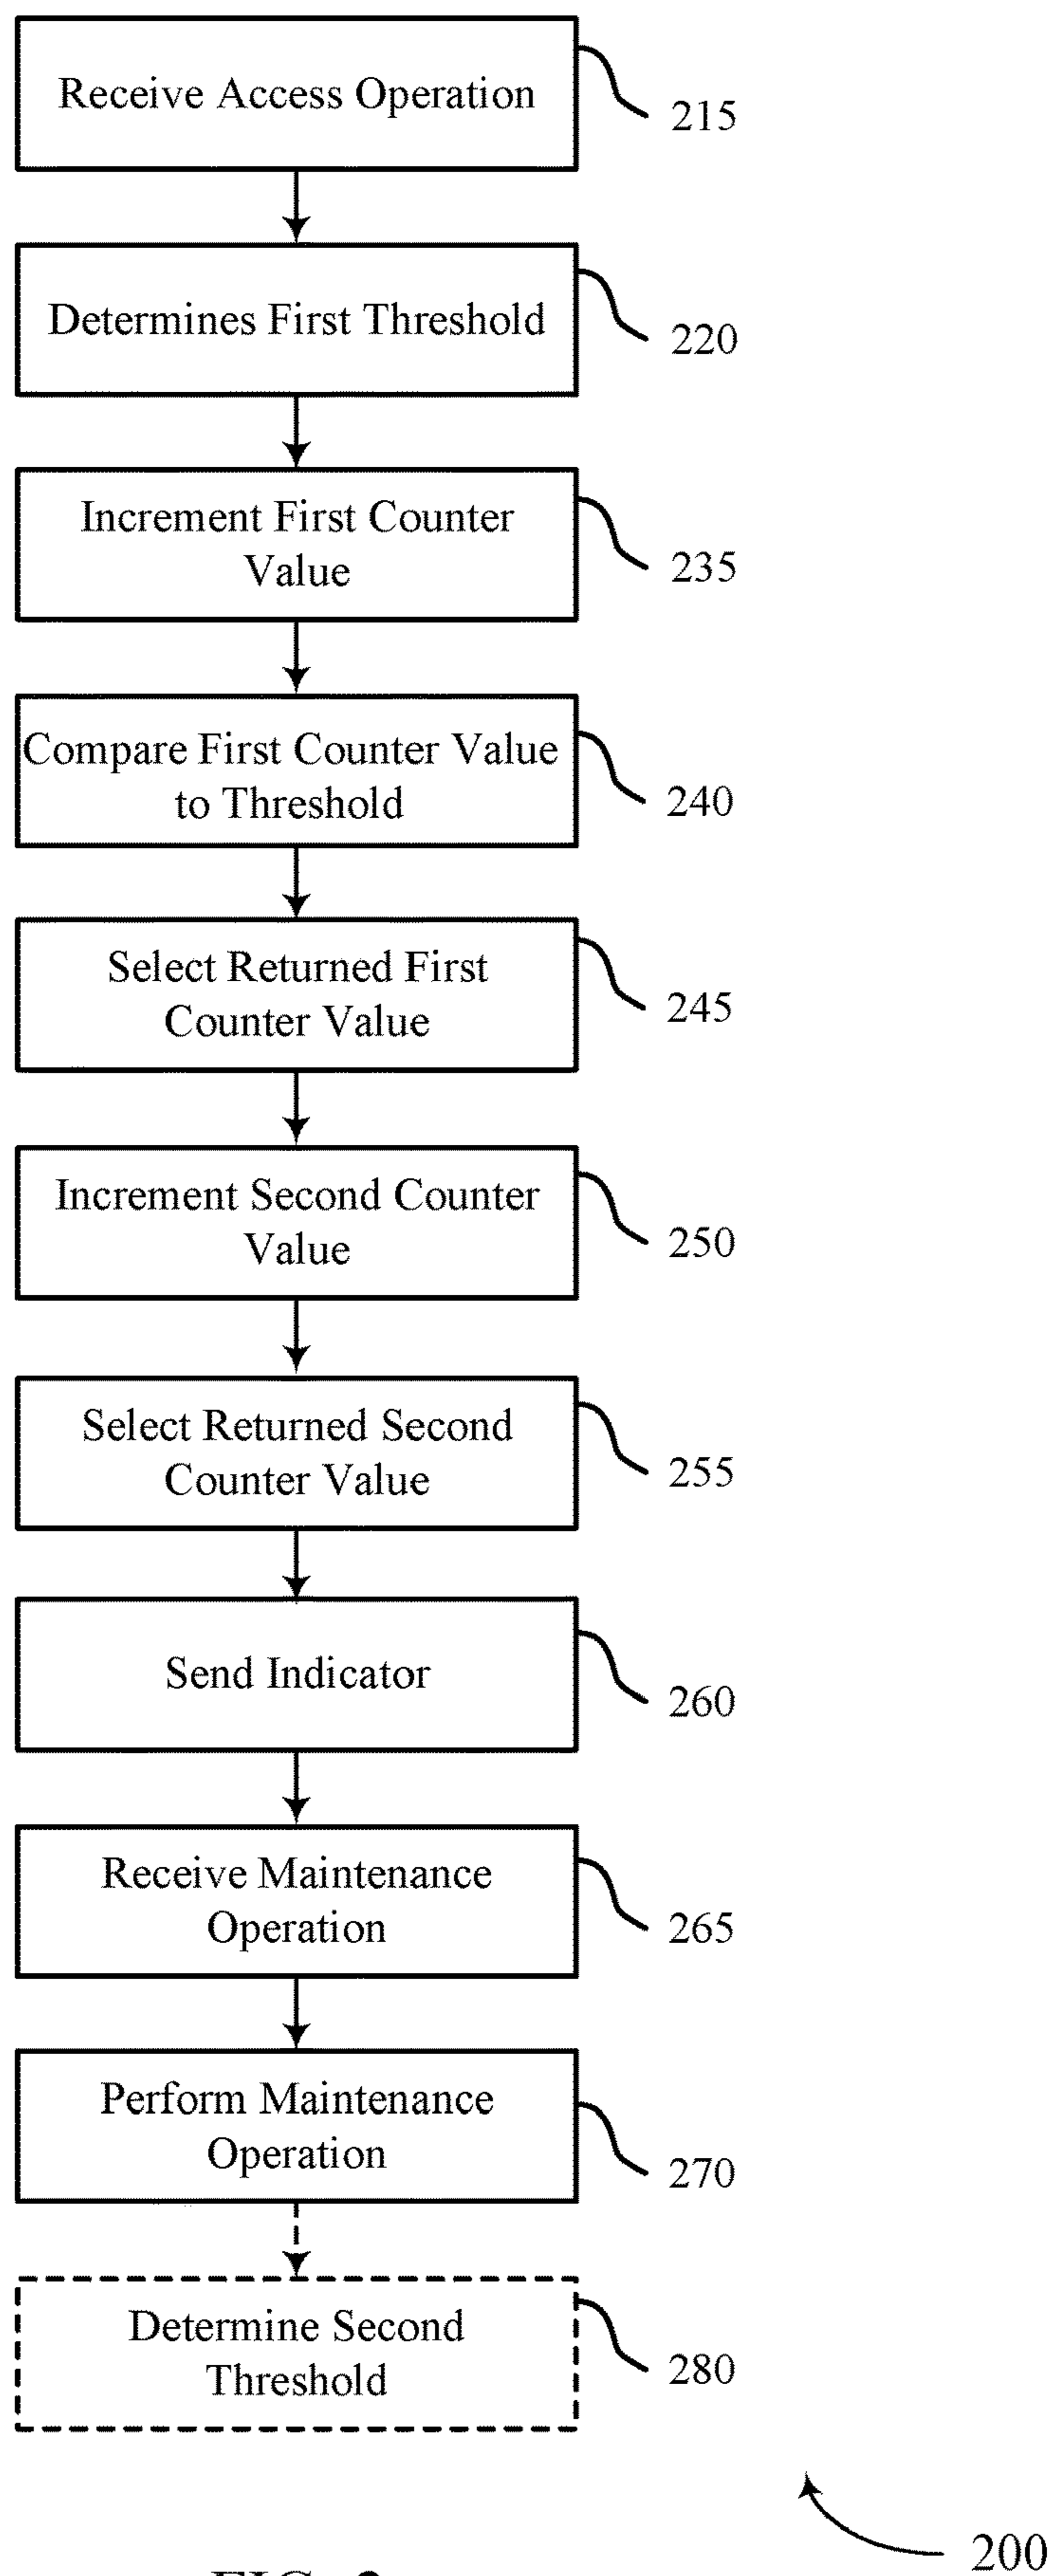 Receive Access Operation
215
Determines First Threshold
220
Increment First Counter
Value
235
Compare First Counter Value
to Threshold
240
Select Returned First
Counter Value
245
Increment Second Counter
Value
250
Select Returned Second
Counter Value
255
Send Indicator
260
Receive Maintenance
Operation
265
Perform Maintenance
Operation
270
Determine Second
Threshold
280
200